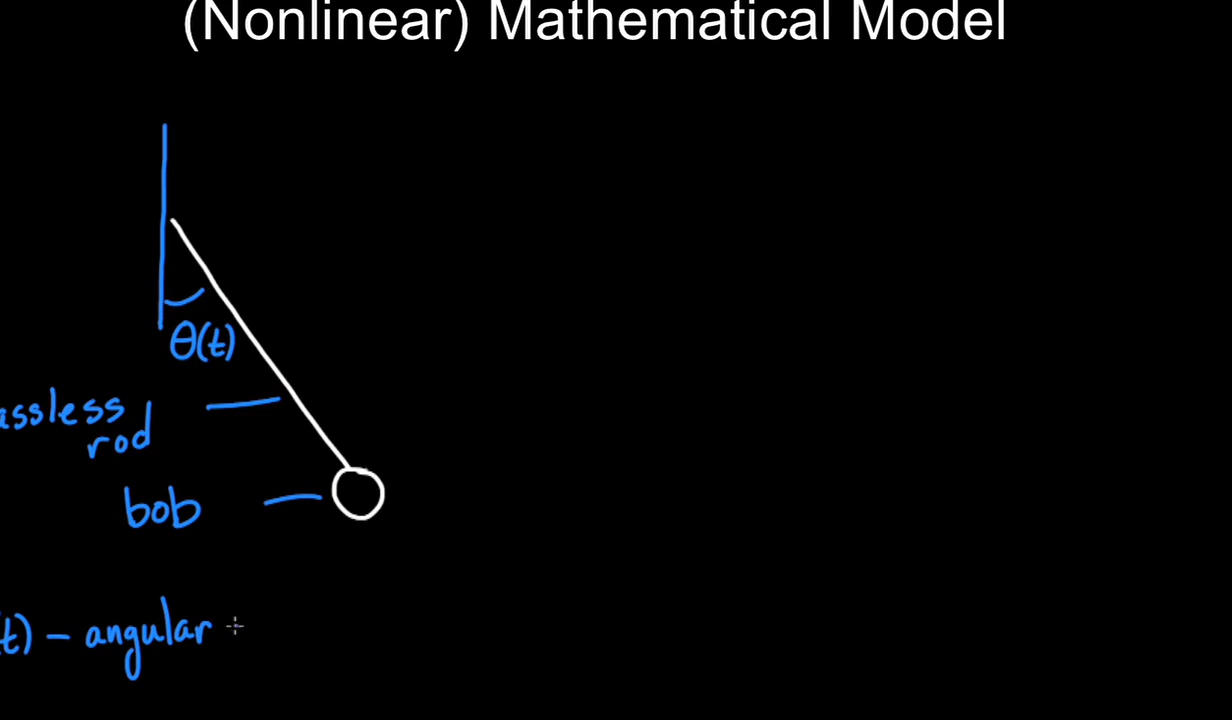 (Nonlinear) Mathematical Model
θ(t)
assless
rod
bob
t) – angular